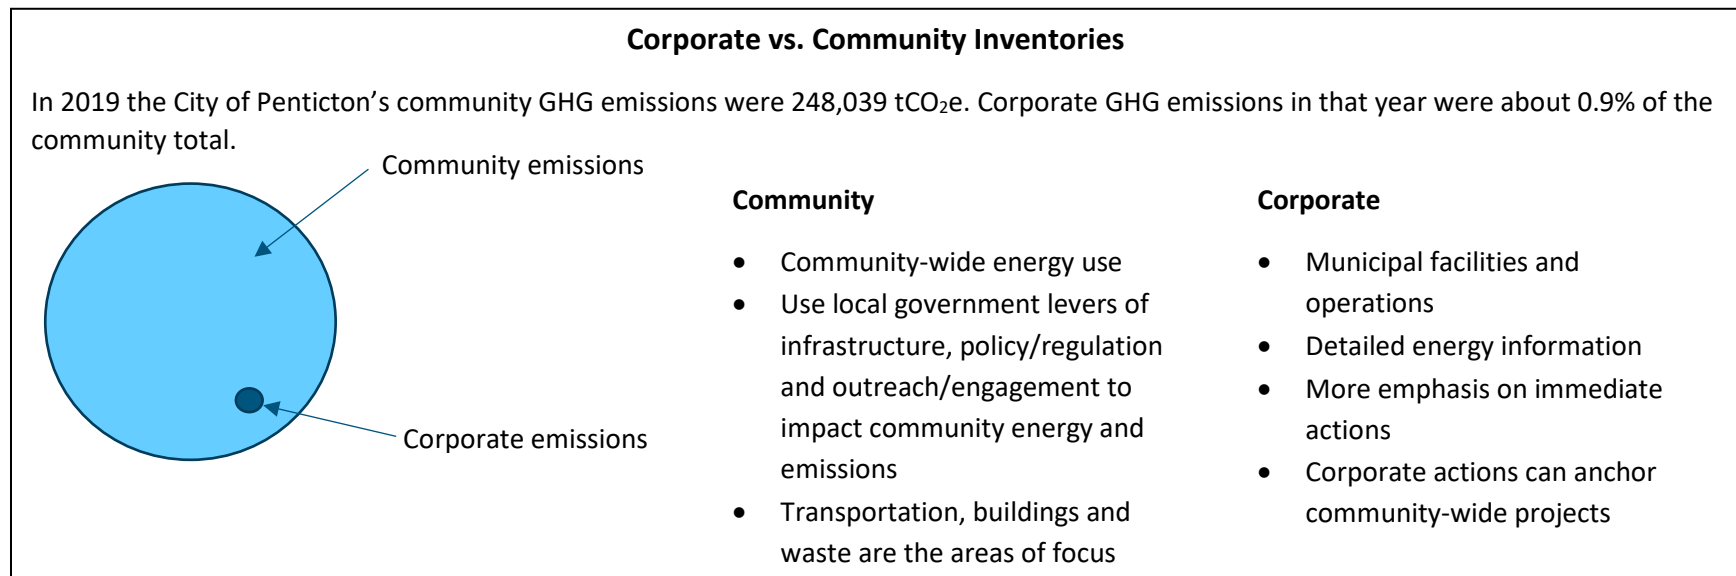 Corporate vs. Community Inventories
In 2019 the City of Penticton’s community GHG emissions were 248,039 tCO₂e. Corporate GHG emissions in that year were about 0.9% of the
community total.
Community emissions
Corporate emissions
Community
• Community-wide energy use
• Use local government levers of
infrastructure, policy/regulation
and outreach/engagement to
impact community energy and
emissions
• Transportation, buildings and
waste are the areas of focus
Corporate
• Municipal facilities and
operations
• Detailed energy information
• More emphasis on immediate
actions
• Corporate actions can anchor
community-wide projects